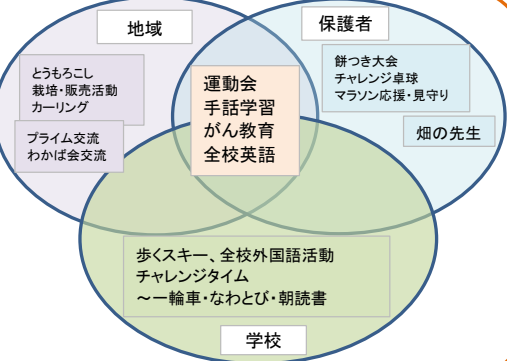 地域
保護者
とうもろこし
栽培・販売活動
カーリング
プライム交流
わかば会交流
運動会
手話学習
がん教育
全校英語
餅つき大会
チャレンジ卓球
マラソン応援・見守り
畑の先生
歩くスキー、全校外国語活動
チャレンジタイム
～一輪車・なわとび・朝読書
学校